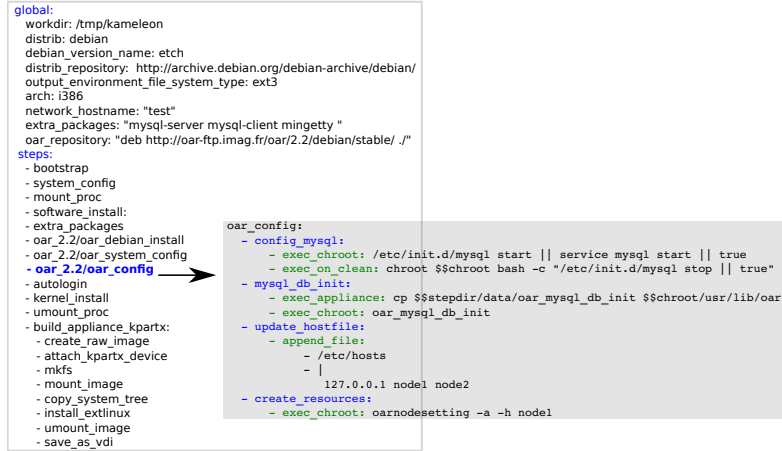 global:
workdir: /tmp/kameleon
distrib: debian
debian_version_name: etch
distrib_repository: http://archive.debian.org/debian-archive/debian/
output_environment_file_system_type: ext3
arch: i386
network_hostname: "test"
extra_packages: "mysql-server mysql-client mingetty "
oar_repository: "deb http://oar-ftp.imag.fr/oar/2.2/debian/stable/ ./"
steps:
- bootstrap
- system_config
- mount_proc
- software_install:
- extra_packages
- oar_2.2/oar_debian_install
- oar_2.2/oar_system_config
- oar_2.2/oar_config
- autologin
- kernel_install
- umount_proc
- build_appliance_kpartx:
- create_raw_image
- attach_kpartx_device
- mkfs
- mount_image
- copy_system_tree
- install_extlinux
- umount_image
- save_as_vdi
oar_config:
- config_mysql:
- exec_chroot: /etc/init.d/mysql start || service mysql start || true
- exec_on_clean: chroot $$chroot bash -c "/etc/init.d/mysql stop || true"
- mysql_db_init:
- exec_appliance: cp $$stepdir/data/oar_mysql_db_init $$chroot/usr/lib/oar
- exec_chroot: oar_mysql_db_init
- update_hostfile:
- append_file:
- /etc/hosts
- |
127.0.0.1 node1 node2
- create_resources:
- exec_chroot: oarnodesetting -a -h node1